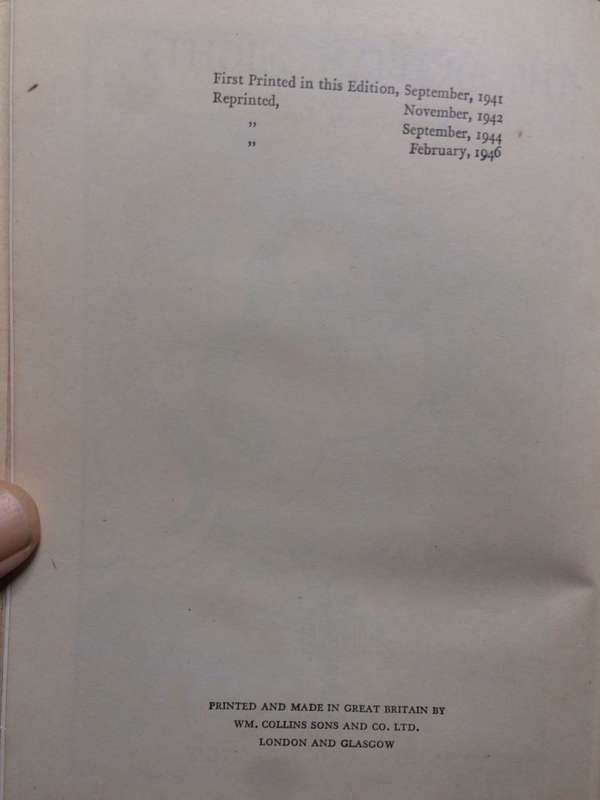 First Printed in this Edition, September, 1941
Reprinted, November, 1942
„ September, 1944
„ February, 1946
PRINTED AND MADE IN GREAT BRITAIN BY
WM. COLLINS SONS AND CO. LTD.
LONDON AND GLASGOW